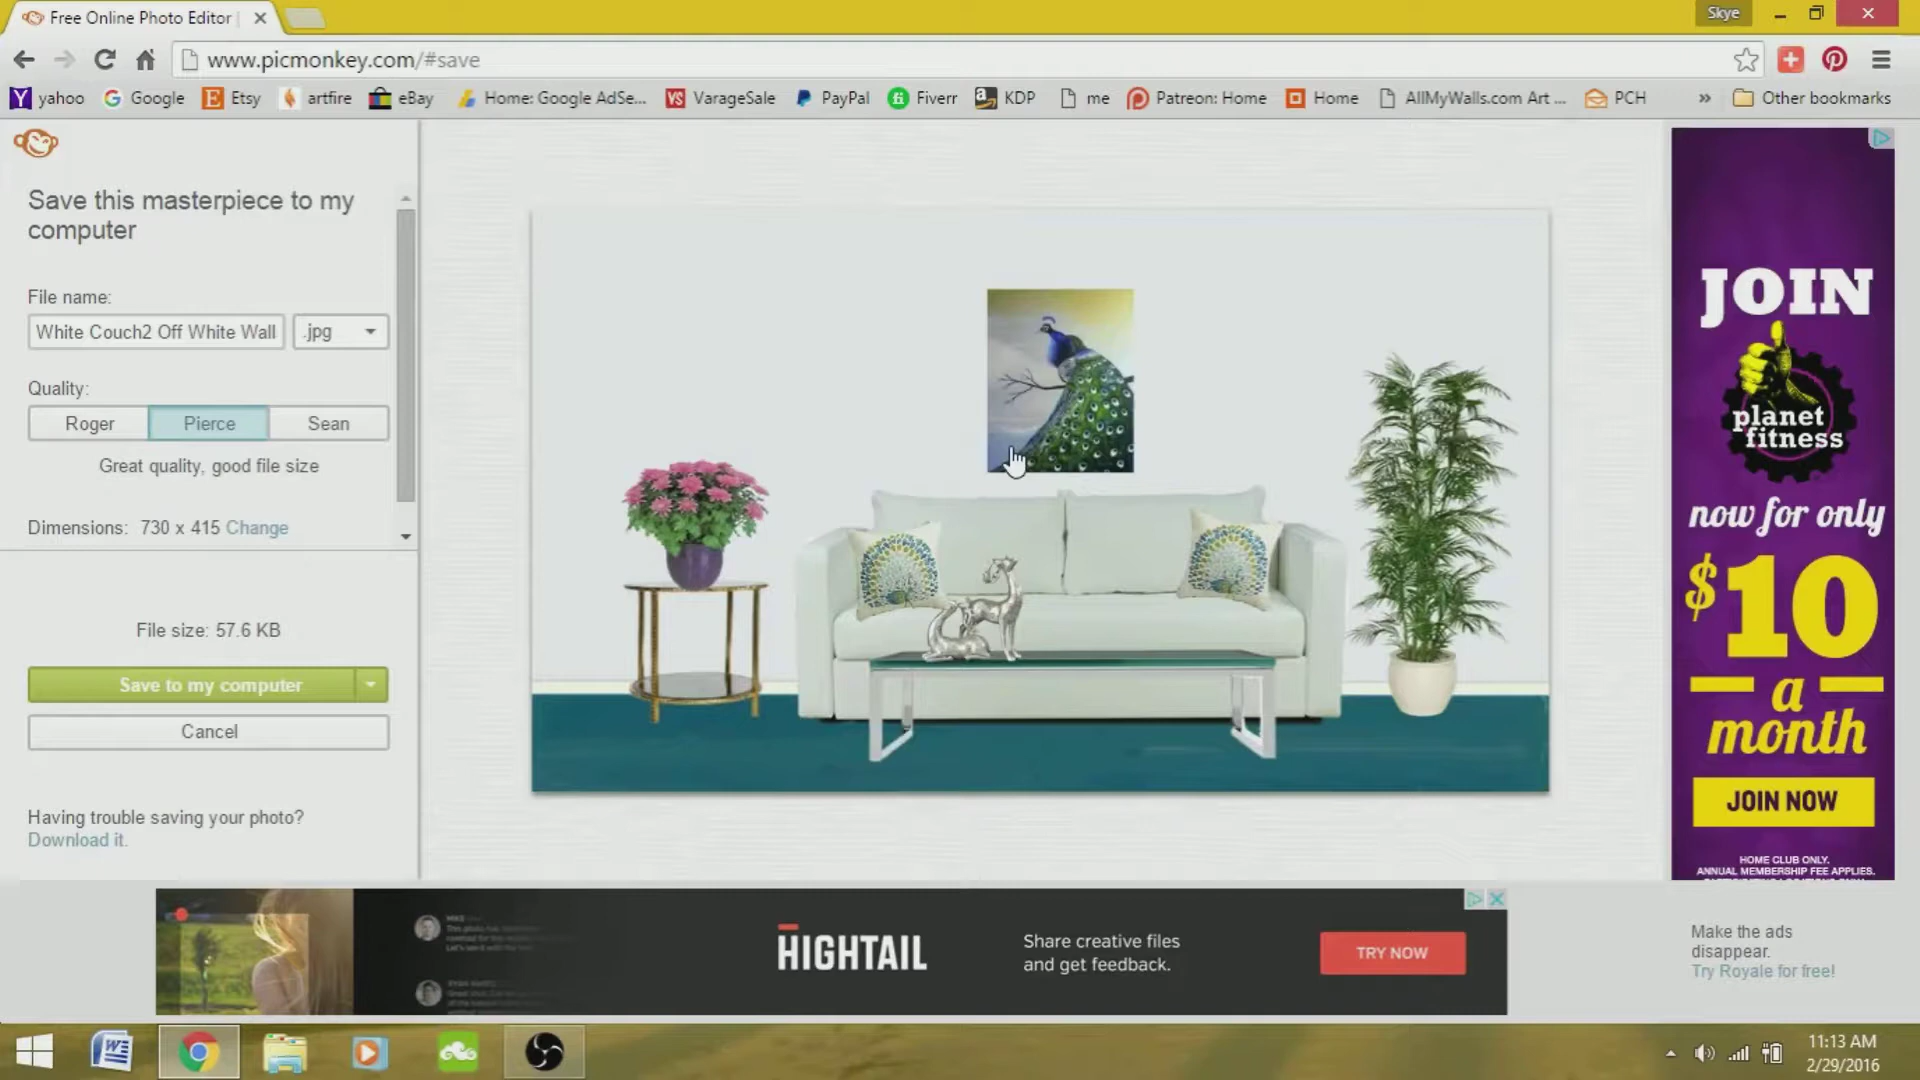 Free Online Photo Editor
Skye
www.picmonkey.com/#save
yahoo Google Etsy artfire eBay Home: Google AdSe... VarageSale PayPal Fiverr KDP me Patreon: Home Home AllMyWalls.com Art ... PCH » Other bookmarks
Save this masterpiece to my
computer
File name:
White Couch2 Off White Wall .jpg
Quality:
Roger Pierce Sean
Great quality, good file size
Dimensions: 730 x 415 Change
File size: 57.6 KB
Save to my computer
Cancel
Having trouble saving your photo?
Download it.
JOIN
planet
fitness
now for only
$10
a
month
JOIN NOW
HOME CLUB ONLY.
ANNUAL MEMBERSHIP FEE APPLIES.
HIGHTAIL
Share creative files
and get feedback.
TRY NOW
Make the ads
disappear.
Try Royale for free!
11:13 AM
2/29/2016